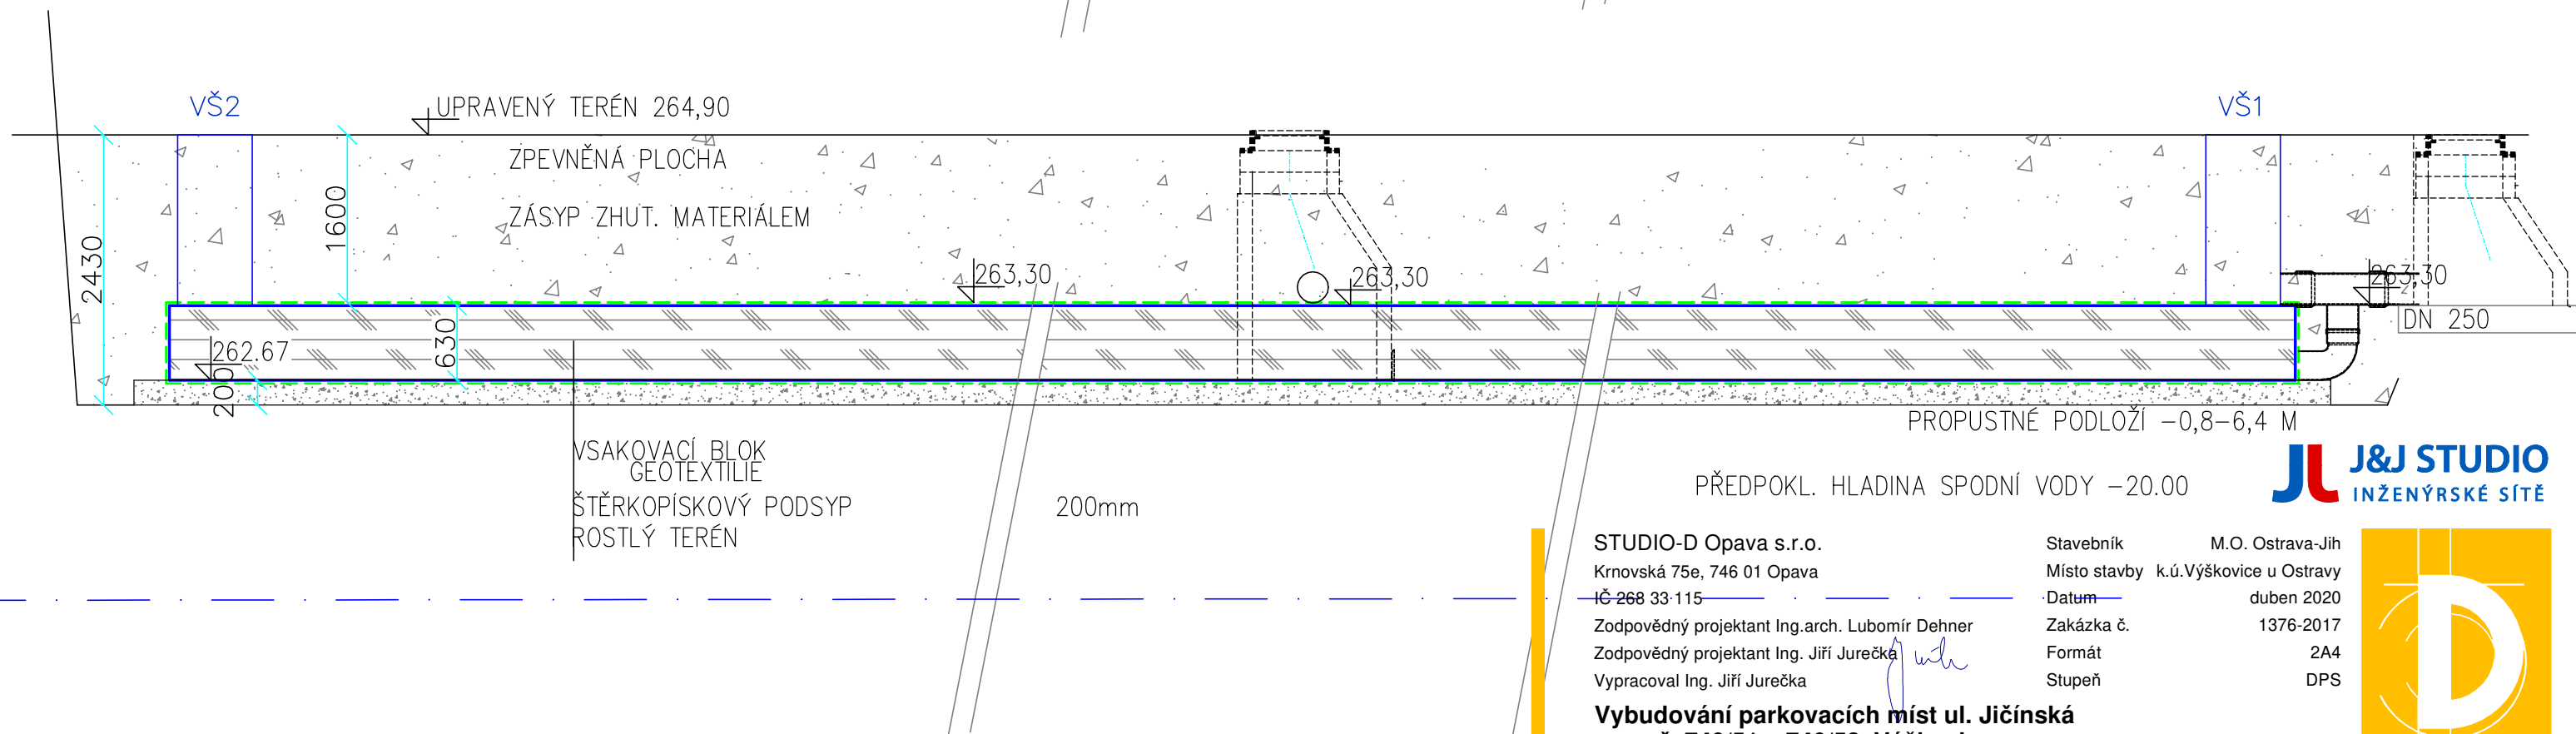 VŠ2
UPRAVENÝ TERÉN 264,90
VŠ1
ZPEVNĚNÁ PLOCHA
ZÁSYP ZHUT. MATERIÁLEM
1600
2430
263,30
263,30
263,30
DN 250
630
262.67
200
PROPUSTNÉ PODLOŽÍ -0,8-6,4 M
VSAKOVACÍ BLOK
GEOTEXTILIE
ŠTĚRKOPÍSKOVÝ PODSYP 200mm
ROSTLÝ TERÉN
PŘEDPOKL. HLADINA SPODNÍ VODY -20.00
J&J STUDIO
INŽENÝRSKÉ SÍTĚ
STUDIO-D Opava s.r.o.
Krnovská 75e, 746 01 Opava
IČ 268 33 115
Zodpovědný projektant Ing.arch. Lubomír Dehner
Zodpovědný projektant Ing. Jiří Jurečka
Vypracoval Ing. Jiří Jurečka
Stavebník M.O. Ostrava-Jih
Místo stavby k.ú.Výškovice u Ostravy
Datum duben 2020
Zakázka č. 1376-2017
Formát 2A4
Stupeň DPS
Vybudování parkovacích míst ul. Jičínská